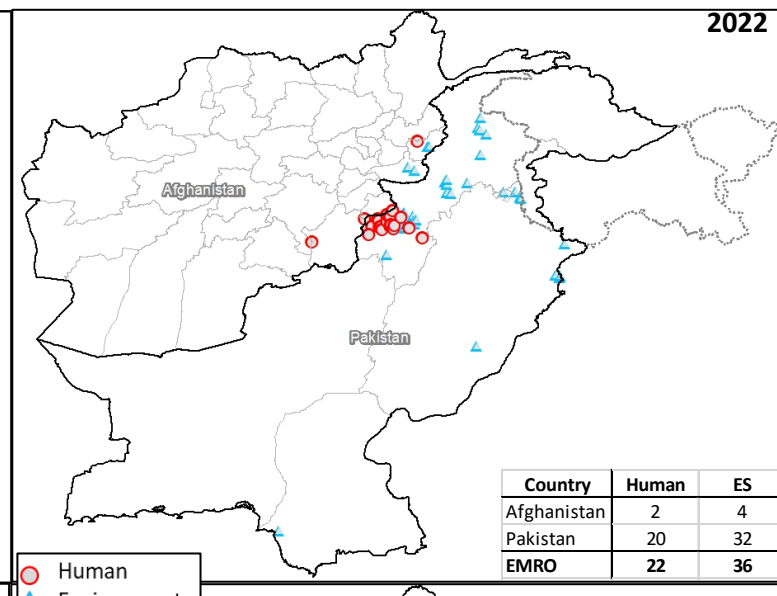 2022
Afghanistan
Pakistan
Country Human ES
Afghanistan 2 4
Pakistan 20 32
EMRO 22 36
Human